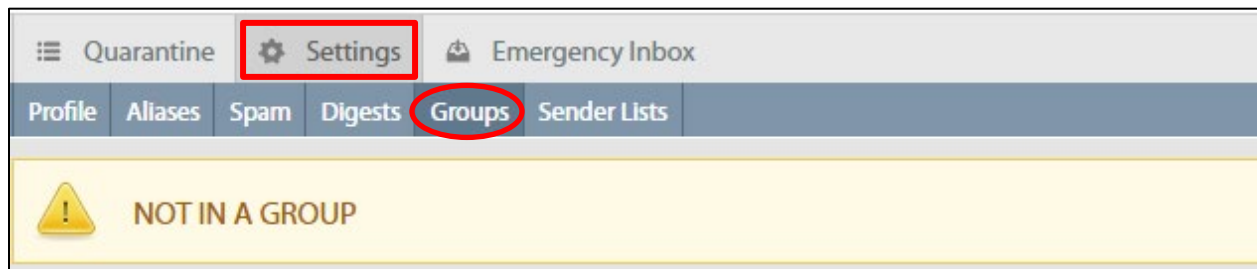 Quarantine Settings Emergency Inbox
Profile Aliases Spam Digests Groups Sender Lists
NOT IN A GROUP